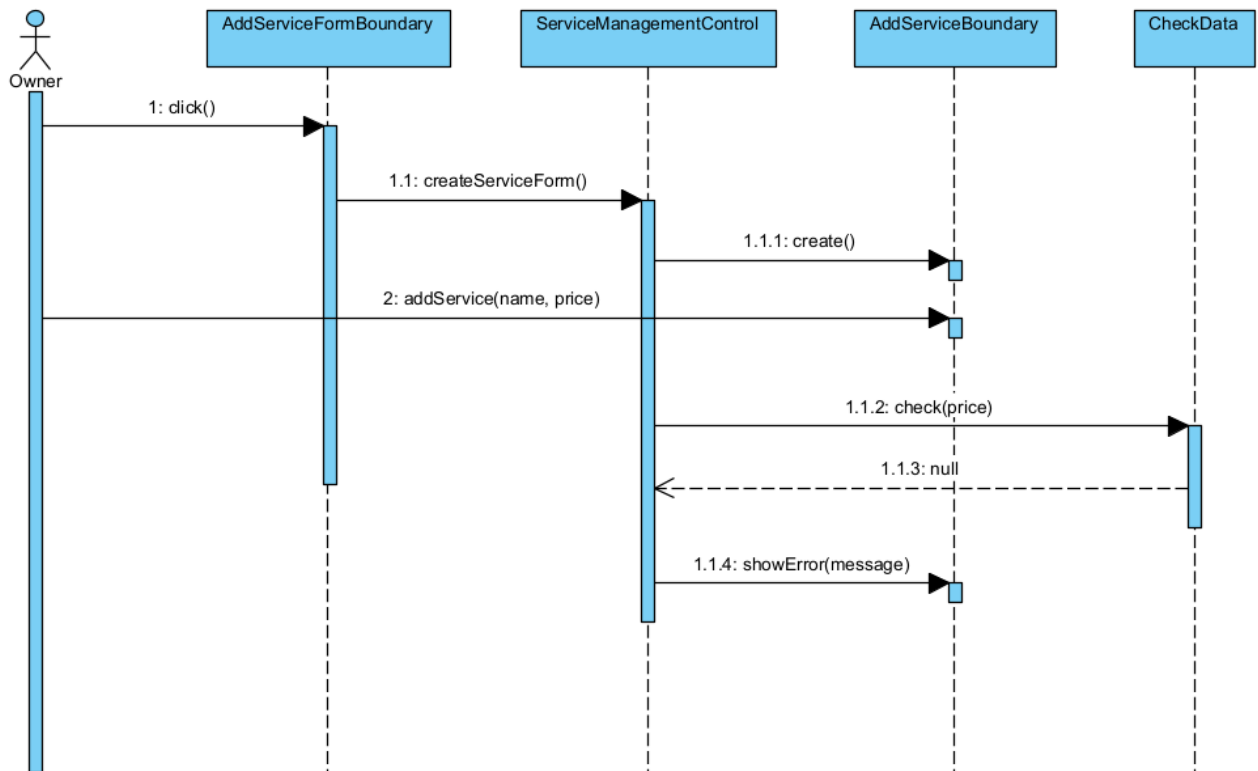 AddServiceFormBoundary
ServiceManagementControl
AddServiceBoundary
CheckData
Owner
1: click()
1.1: createServiceForm()
1.1.1: create()
2: addService(name, price)
1.1.2: check(price)
1.1.3: null
1.1.4: showError(message)